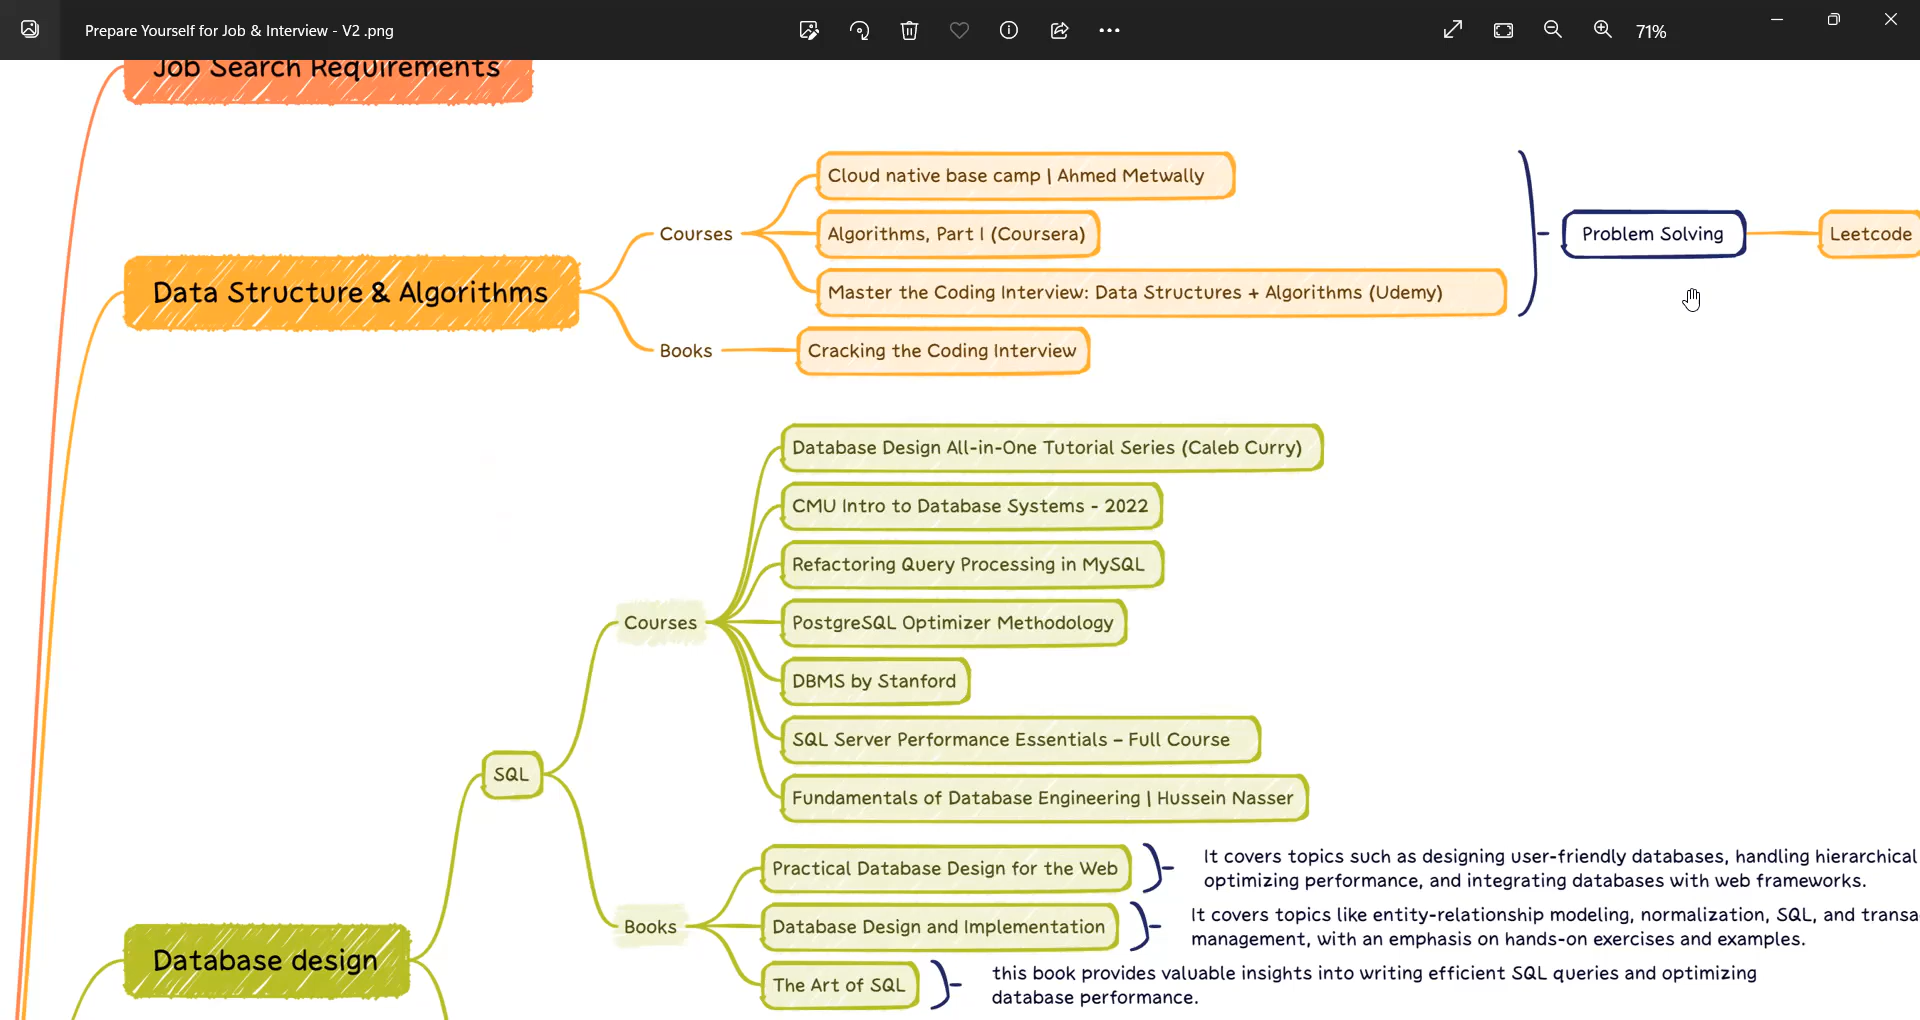 Prepare Yourself for Job & Interview - V2 .png
71%
Job Search Requirements
Cloud native base camp | Ahmed Metwally
Courses
Algorithms, Part I (Coursera)
Problem Solving
Leetcode
Data Structure & Algorithms
Master the Coding Interview: Data Structures + Algorithms (Udemy)
Books
Cracking the Coding Interview
Database Design All-in-One Tutorial Series (Caleb Curry)
CMU Intro to Database Systems - 2022
Refactoring Query Processing in MySQL
Courses
PostgreSQL Optimizer Methodology
DBMS by Stanford
SQL Server Performance Essentials – Full Course
SQL
Fundamentals of Database Engineering | Hussein Nasser
Practical Database Design for the Web
It covers topics such as designing user-friendly databases, handling hierarchical
optimizing performance, and integrating databases with web frameworks.
Books
Database Design and Implementation
It covers topics like entity-relationship modeling, normalization, SQL, and transa
management, with an emphasis on hands-on exercises and examples.
Database design
The Art of SQL
this book provides valuable insights into writing efficient SQL queries and optimizing
database performance.